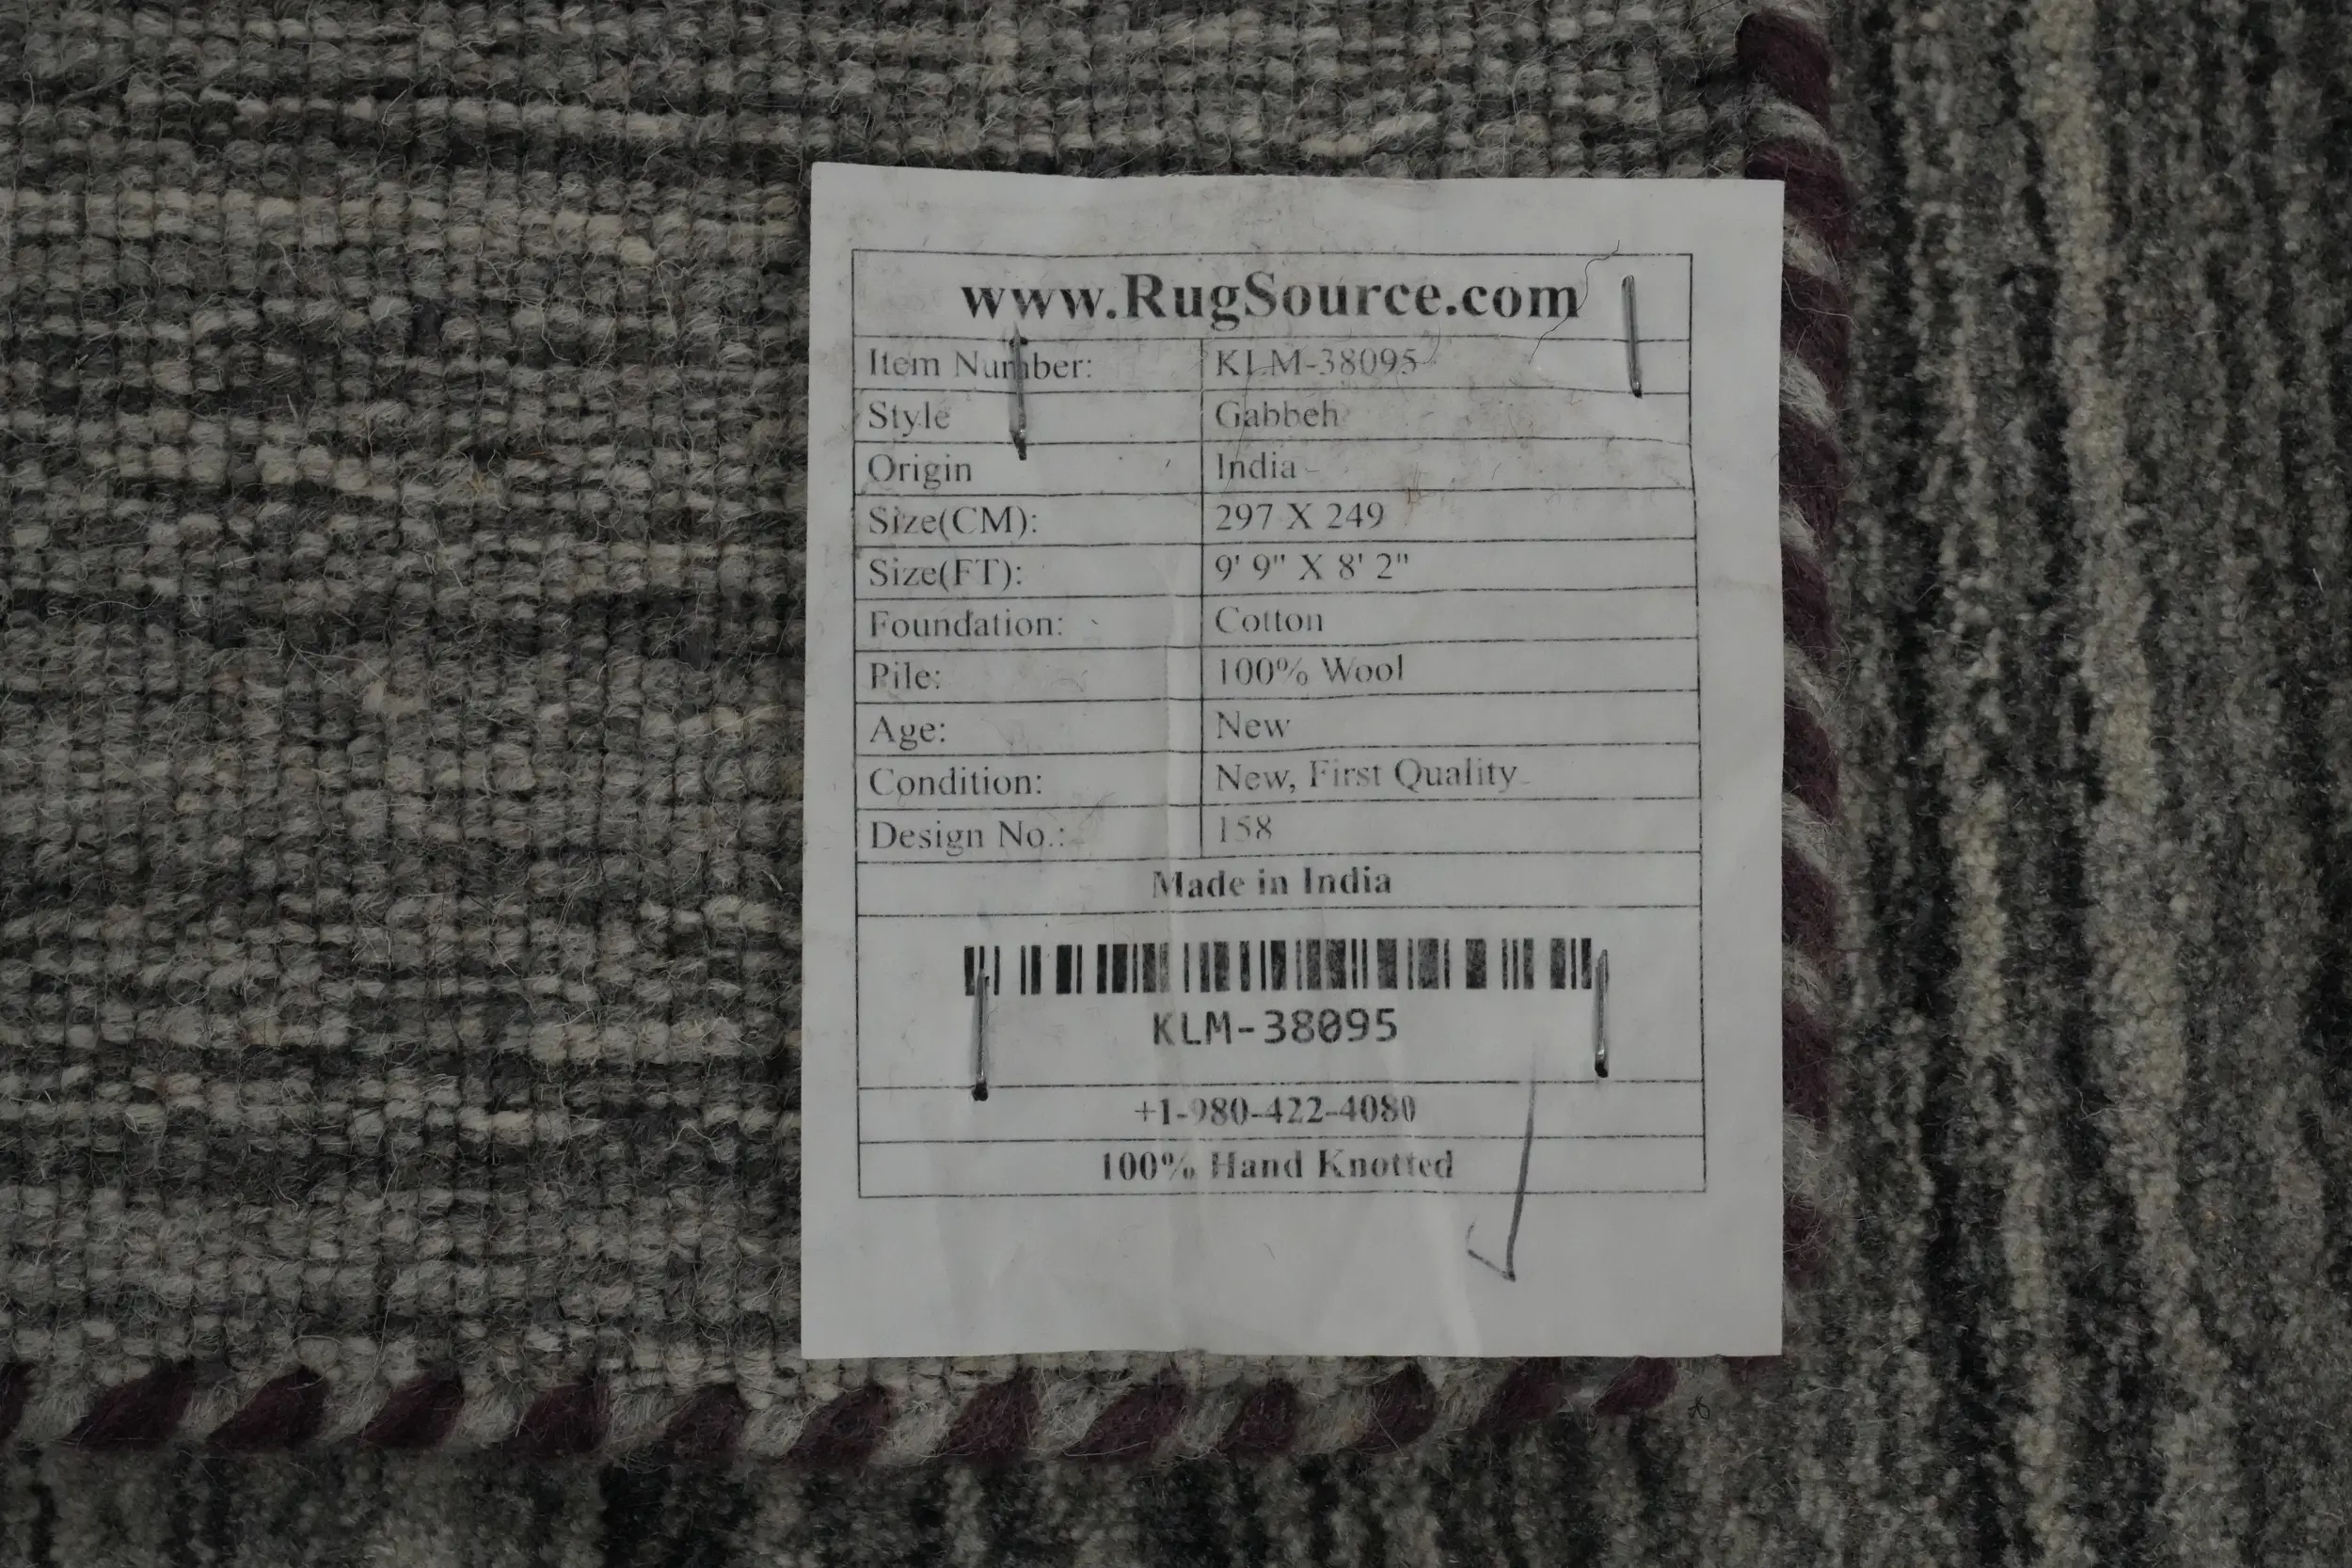 www.RugSource.com
Item Number: KLM-38095
Style Gabbeh
Origin India
Size(CM): 297 X 249
Size(FT): 9' 9" X 8' 2"
Foundation: Cotton
Pile: 100% Wool
Age: New
Condition: New, First Quality
Design No.: 158
Made in India
KLM-38095
+1-980-422-4080
100% Hand Knotted